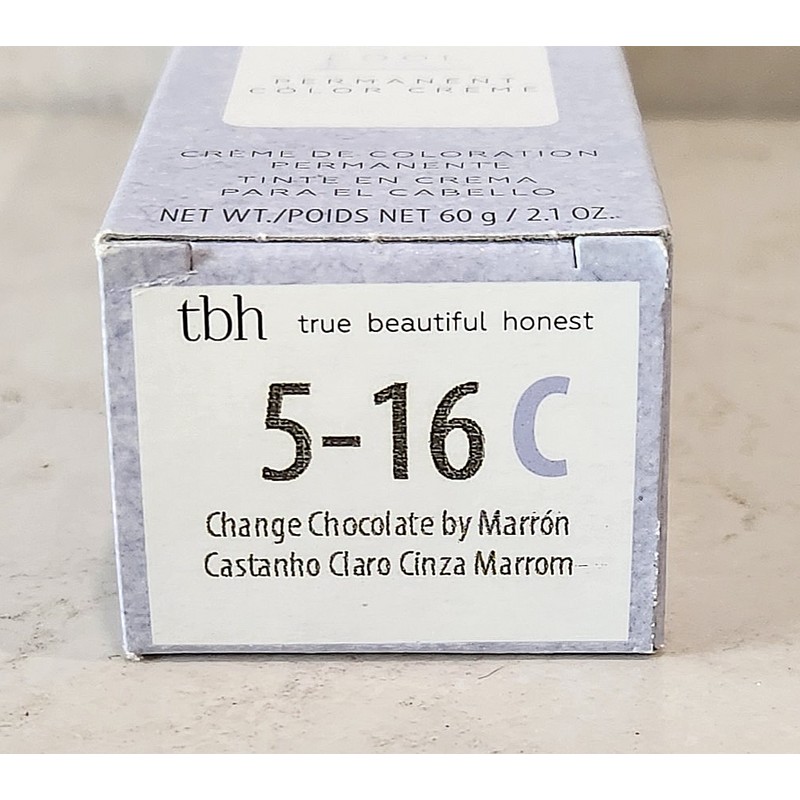 PERMANENT
COLOR CRÈME
CRÈME DE COLORATION
PERMANENTE
TINTE EN CREMA
PARA EL CABELLO
NET WT./POIDS NET 60 g / 2.1 OZ.
tbh true beautiful honest
5-16 C
Change Chocolate by Marrón
Castanho Claro Cinza Marrom